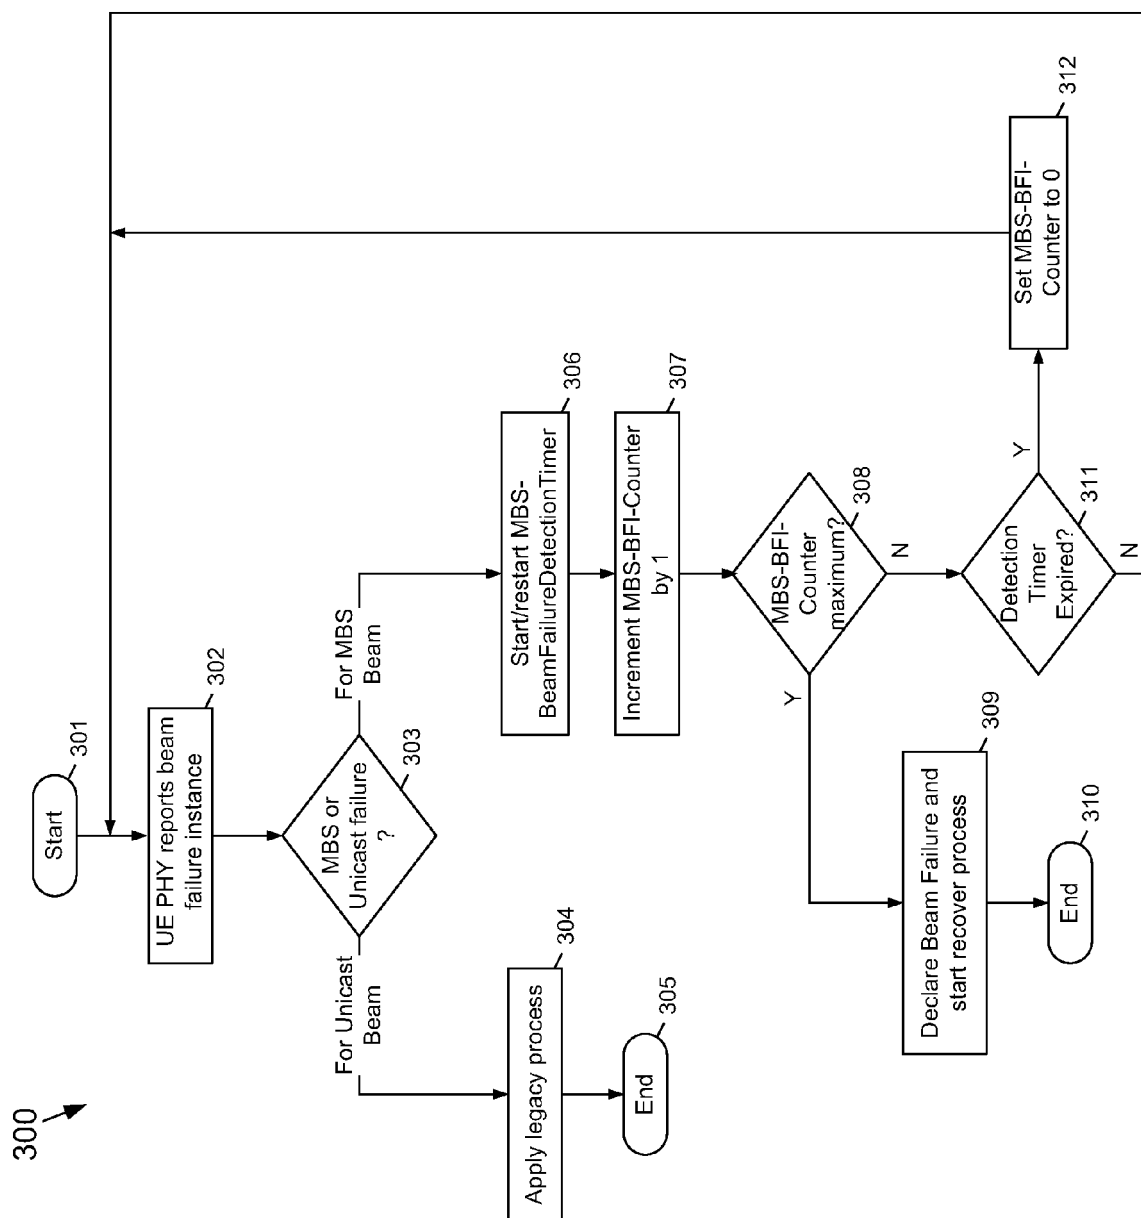 300
Start
301
UE PHY reports beam
failure instance
302
MBS or
Unicast failure
?
303
For Unicast
Beam
For MBS
Beam
Apply legacy process
304
End
305
Start/restart MBS-
BeamFailureDetectionTimer
306
Increment MBS-BFI-Counter
by 1
307
MBS-BFI-
Counter
maximum?
308
Y
N
Declare Beam Failure and
start recover process
309
End
310
Detection
Timer
Expired?
311
Y
N
Set MBS-BFI-
Counter to 0
312